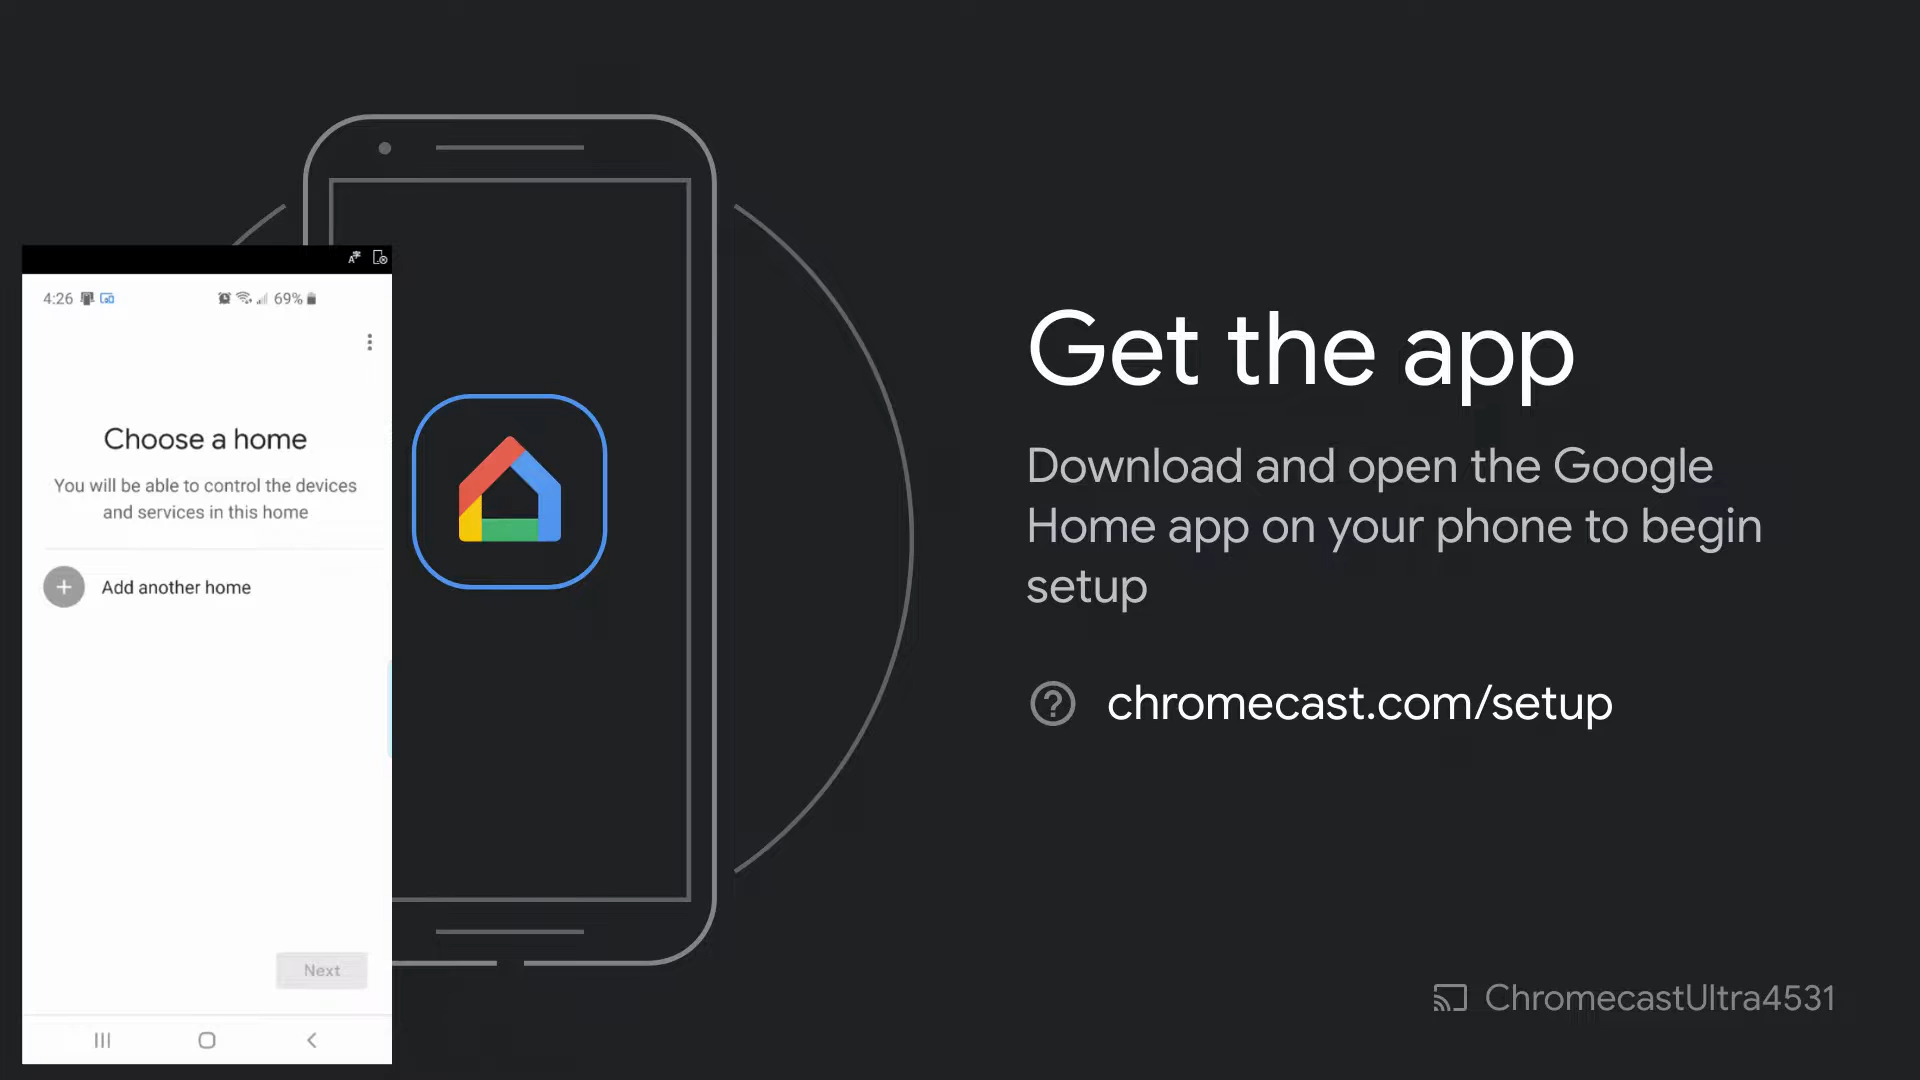 4:26
69%
Choose a home
You will be able to control the devices
and services in this home
Add another home
Next
Get the app
Download and open the Google
Home app on your phone to begin
setup
chromecast.com/setup
ChromecastUltra4531